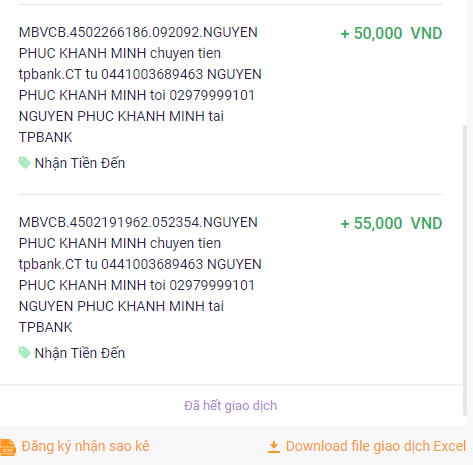 MBVCB.4502266186.092092.NGUYEN
+ 50,000 VND
PHUC KHANH MINH chuyen tien
tpbank.CT tu 0441003689463 NGUYEN
PHUC KHANH MINH toi 02979999101
NGUYEN PHUC KHANH MINH tai
TPBANK
Nhận Tiền Đến
MBVCB.4502191962.052354.NGUYEN
+ 55,000 VND
PHUC KHANH MINH chuyen tien
tpbank.CT tu 0441003689463 NGUYEN
PHUC KHANH MINH toi 02979999101
NGUYEN PHUC KHANH MINH tai
TPBANK
Nhận Tiền Đến
Đã hết giao dịch
Đăng ký nhận sao kê
Download file giao dịch Excel